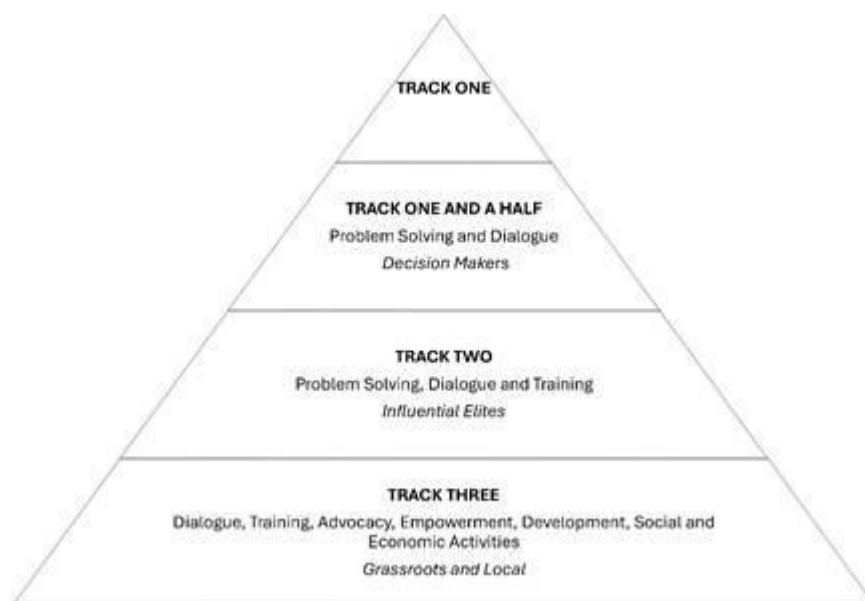 TRACK ONE
TRACK ONE AND A HALF
Problem Solving and Dialogue
Decision Makers
TRACK TWO
Problem Solving, Dialogue and Training
Influential Elites
TRACK THREE
Dialogue, Training, Advocacy, Empowerment, Development, Social and
Economic Activities
Grassroots and Local